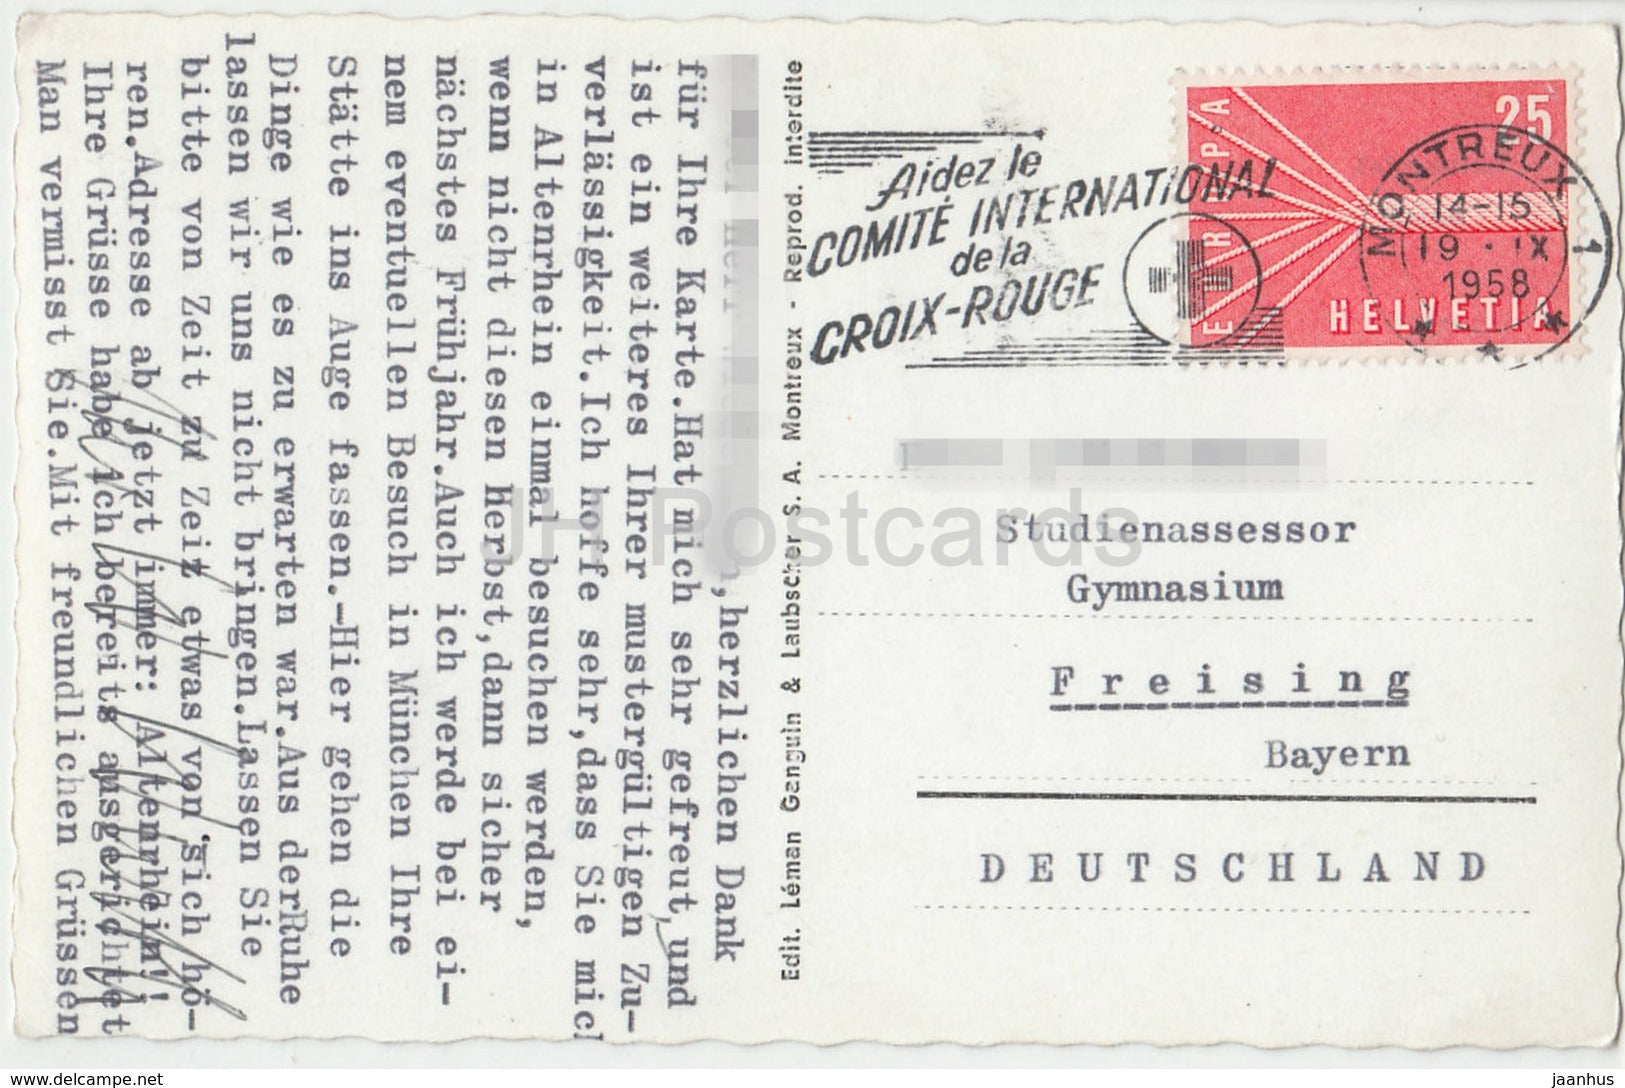 ,herzlichen Dank
für Ihre Karte.Hat mich sehr gefreut,und
ist ein weiteres Ihrer mustergültigen Zu-
verlässigkeit.Ich hoffe sehr,dass Sie mich
in Altenrhein einmal besuchen werden,
wenn nicht diesen Herbst,dann sicher
nächstes Frühjahr.Auch ich werde bei ei-
nem eventuellen Besuch in München Ihre
Stätte ins Auge fassen.-Hier gehen die
Dinge wie es zu erwarten war.Aus derRuhe
lassen wir uns nicht bringen.Lassen Sie
bitte von Zeit zu Zeit etwas von sich hö-
ren.Adresse ab jetzt immer: Altenrhein!
Ihre Grüsse habe ich bereits ausgerichtet
Man vermisst Sie.Mit freundlichen Grüssen
Edit. Léman Genguin & Laubscher S. A. Montreux - Reprod. interdite
Aidez le
COMITÉ INTERNATIONAL
de la
CROIX-ROUGE
EUROPA
25
HELVETIA
MONTREUX 1
14-15
19.IX
1958
Studienassessor
Gymnasium
Freising
Bayern
DEUTSCHLAND
JH Postcards
https://www.delcampe.net/
jaanhus